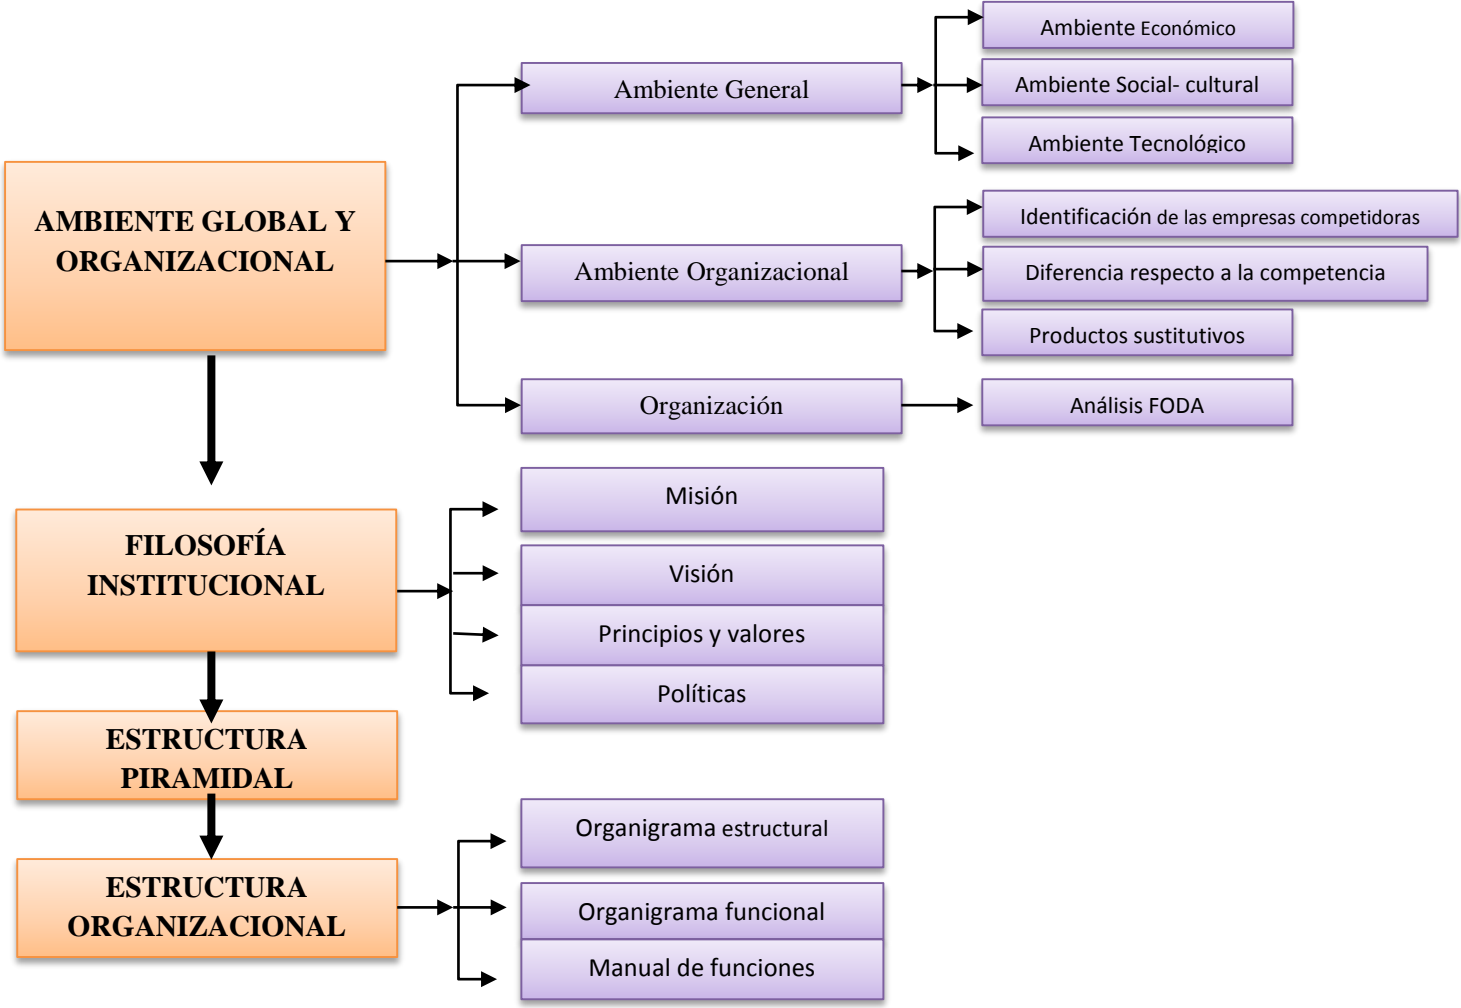 Ambiente Económico
Ambiente General
Ambiente Social- cultural
Ambiente Tecnológico
AMBIENTE GLOBAL Y
ORGANIZACIONAL
Identificación de las empresas competidoras
Ambiente Organizacional
Diferencia respecto a la competencia
Productos sustitutivos
Organización
Análisis FODA
FILOSOFÍA
INSTITUCIONAL
Misión
Visión
Principios y valores
Políticas
ESTRUCTURA
PIRAMIDAL
ESTRUCTURA
ORGANIZACIONAL
Organigrama estructural
Organigrama funcional
Manual de funciones